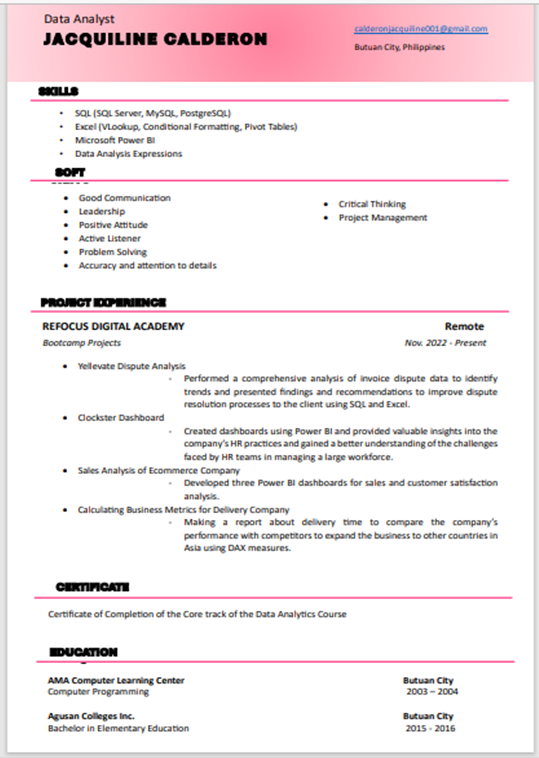 Data Analyst
JACQUILINE CALDERON
calderonjacquiline001@gmail.com
Butuan City, Philippines
SKILLS
• SQL (SQL Server, MySQL, PostgreSQL)
• Excel (VLookup, Conditional Formatting, Pivot Tables)
• Microsoft Power BI
• Data Analysis Expressions
SOFT
• Good Communication
• Leadership
• Positive Attitude
• Active Listener
• Problem Solving
• Accuracy and attention to details
• Critical Thinking
• Project Management
PROJECT EXPERIENCE
REFOCUS DIGITAL ACADEMY Remote
Bootcamp Projects Nov. 2022 - Present
• Yellevate Dispute Analysis
- Performed a comprehensive analysis of invoice dispute data to identify
trends and presented findings and recommendations to improve dispute
resolution processes to the client using SQL and Excel.
• Clockster Dashboard
- Created dashboards using Power BI and provided valuable insights into the
company's HR practices and gained a better understanding of the challenges
faced by HR teams in managing a large workforce.
• Sales Analysis of Ecommerce Company
- Developed three Power BI dashboards for sales and customer satisfaction
analysis.
• Calculating Business Metrics for Delivery Company
- Making a report about delivery time to compare the company's
performance with competitors to expand the business to other countries in
Asia using DAX measures.
CERTIFICATE
Certificate of Completion of the Core track of the Data Analytics Course
EDUCATION
AMA Computer Learning Center Butuan City
Computer Programming 2003 – 2004
Agusan Colleges Inc. Butuan City
Bachelor in Elementary Education 2015 - 2016